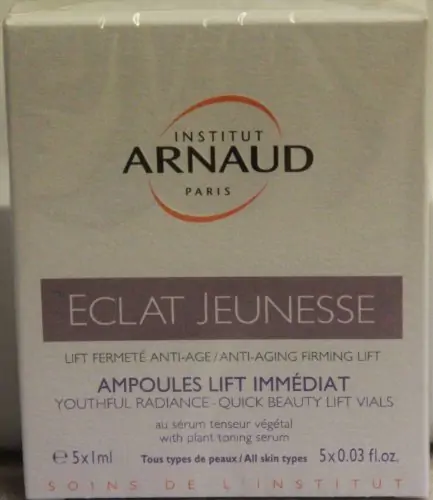 INSTITUT
ARNAUD
PARIS
ECLAT JEUNESSE
LIFT FERMETÉ ANTI-AGE/ANTI-AGING FIRMING LIFT
AMPOULES LIFT IMMÉDIAT
YOUTHFUL RADIANCE - QUICK BEAUTY LIFT VIALS
au sérum tenseur végétal
with plant toning serum
℮ 5x1ml Tous types de peaux/All skin types 5x0.03 fl.oz.
SOINS DE L'INSTITUT